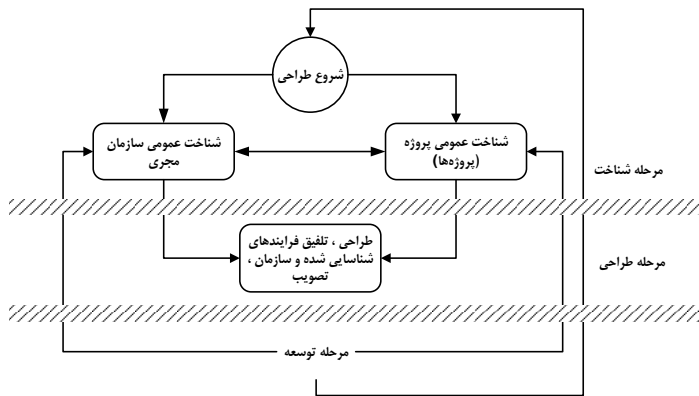 شروع طراحی
شناخت عمومی سازمان
مجری
شناخت عمومی پروژه
(پروژه‌ها)
مرحله شناخت
طراحی ، تلفیق فرایندهای
شناسایی شده و سازمان ،
تصویب
مرحله طراحی
مرحله توسعه